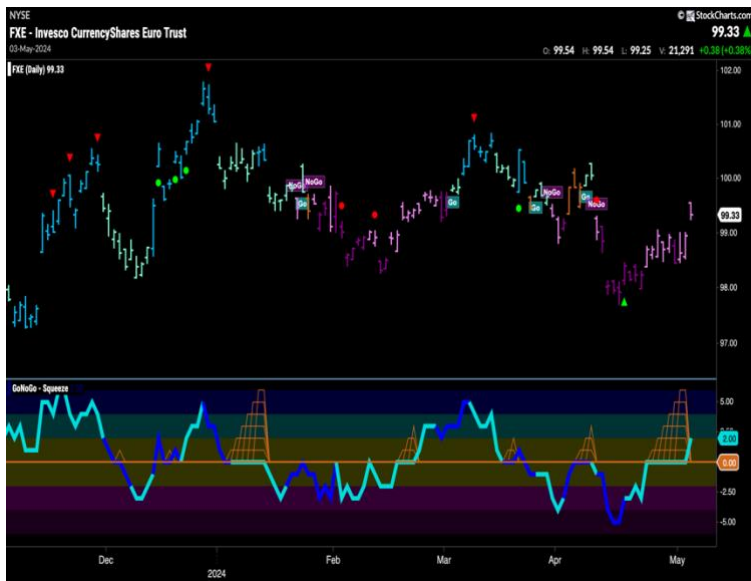 NYSE
© StockCharts.com
FXE - Invesco CurrencyShares Euro Trust
99.33
03-May-2024
O: 99.54 H: 99.54 L: 99.25 V: 21,291 +0.38 (+0.38%)
FXE (Daily) 99.33
102.00
101.00
100.00
NoGo
NoGo
NoGo
99.33
Go
Go
Go
Go
NoGo
99.00
98.00
97.00
GoNoGo - Squeeze
5.00
2.00
0.00
-2.50
-5.00
Dec
2024
Feb
Mar
Apr
May